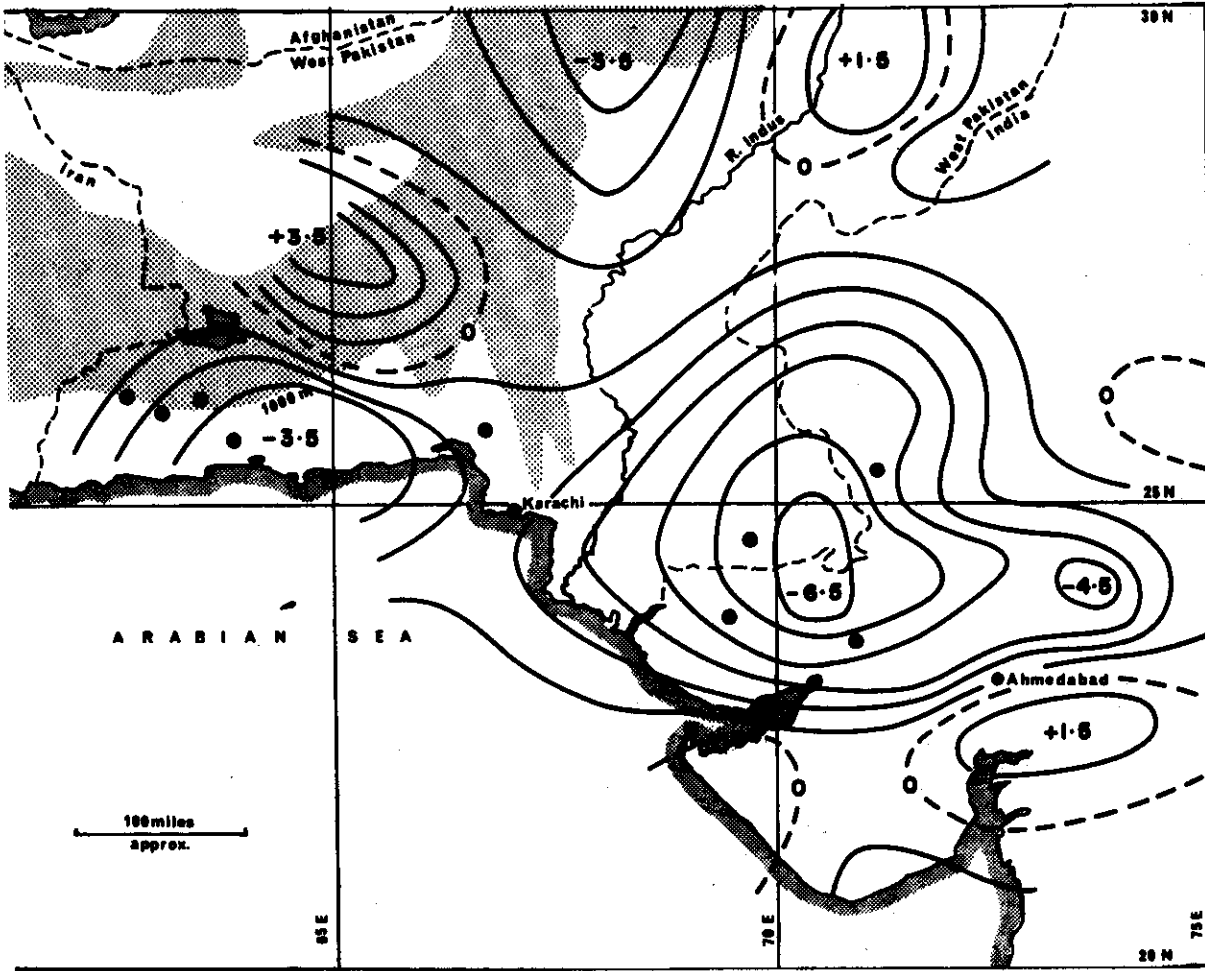 30 N
Afghanistan
West Pakistan
-3·5
+1·5
R. Indus
West Pakistan
India
Iran
0
+3·5
0
0
1000 m
-3·5
25 N
Karachi
-6·5
-4·5
ARABIAN SEA
Ahmedabad
+1·5
0
0
100 miles
approx.
65 E
70 E
75 E
20 N